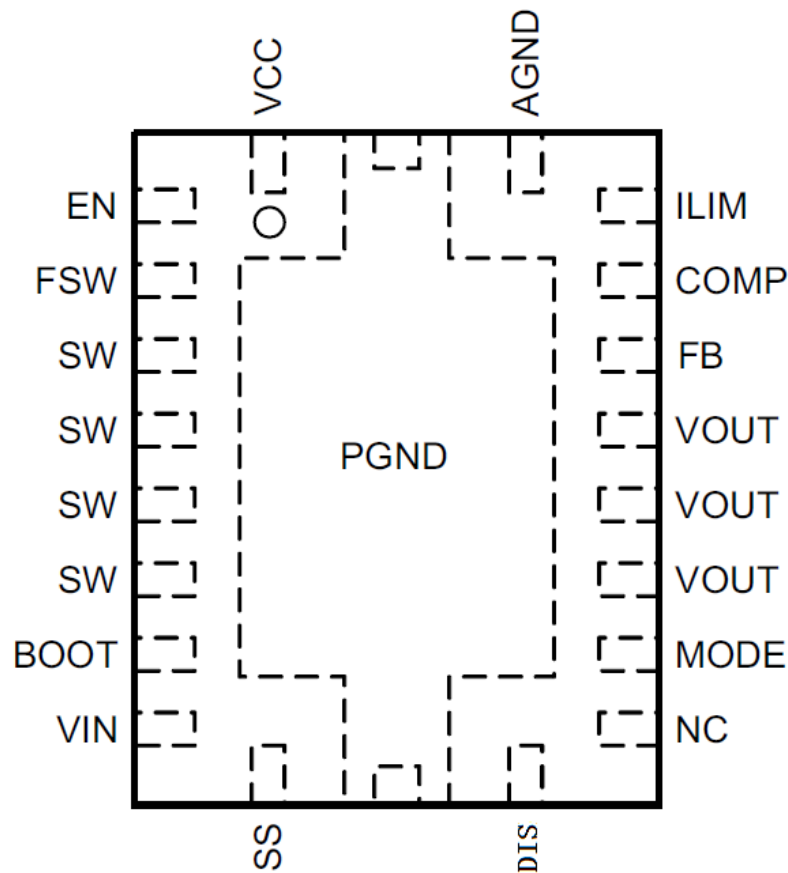 VCC
AGND
EN
ILIM
FSW
COMP
SW
FB
SW
VOUT
PGND
SW
VOUT
SW
VOUT
BOOT
MODE
VIN
NC
SS
DIS